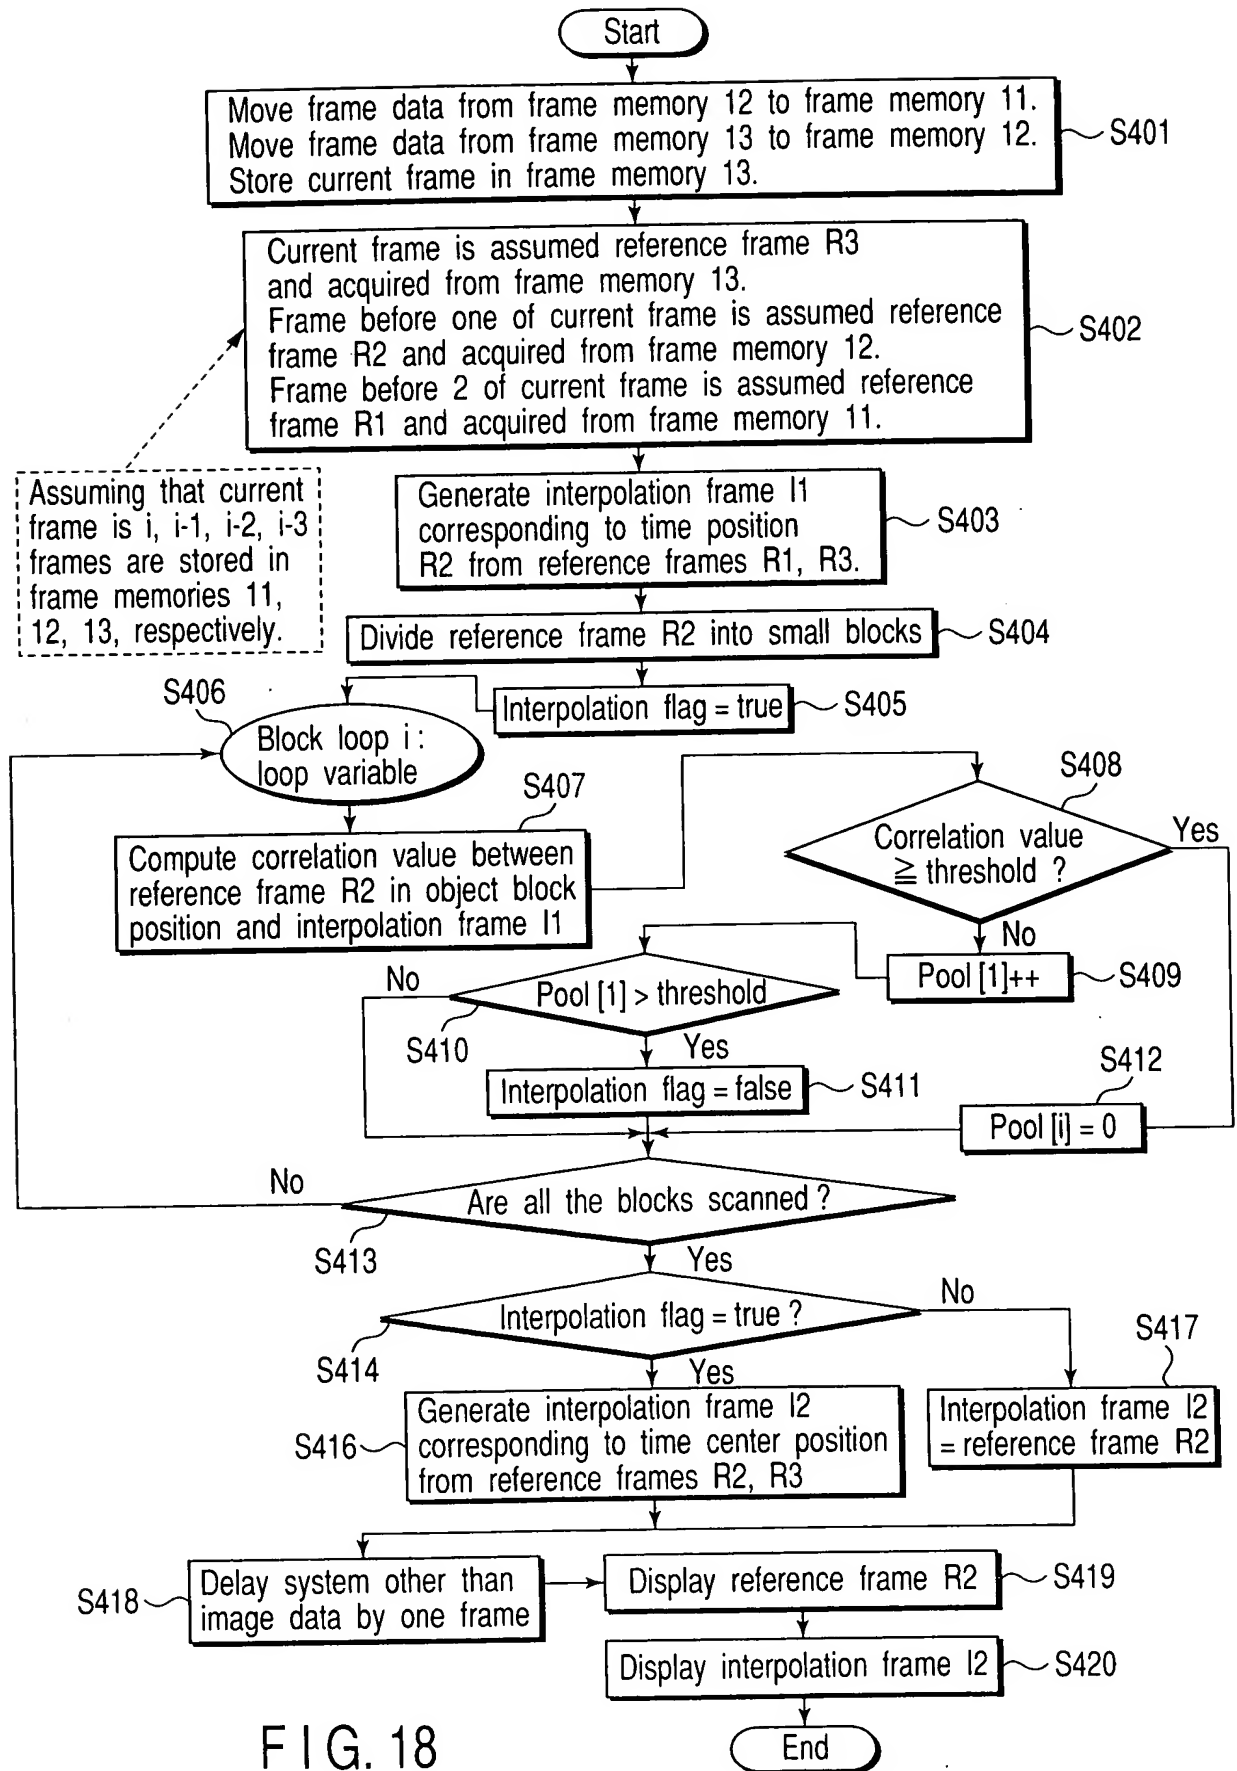 Start
Move frame data from frame memory 12 to frame memory 11.
Move frame data from frame memory 13 to frame memory 12.
Store current frame in frame memory 13.
S401
Current frame is assumed reference frame R3
and acquired from frame memory 13.
Frame before one of current frame is assumed reference
frame R2 and acquired from frame memory 12.
Frame before 2 of current frame is assumed reference
frame R1 and acquired from frame memory 11.
S402
Assuming that current
frame is i, i-1, i-2, i-3
frames are stored in
frame memories 11,
12, 13, respectively.
Generate interpolation frame I1
corresponding to time position
R2 from reference frames R1, R3.
S403
Divide reference frame R2 into small blocks
S404
Interpolation flag = true
S405
S406
Block loop i :
loop variable
S407
Compute correlation value between
reference frame R2 in object block
position and interpolation frame I1
S408
Correlation value
≧ threshold ?
Yes
No
Pool [1]++
S409
No
Pool [1] > threshold
S410
Yes
Interpolation flag = false
S411
S412
Pool [i] = 0
No
Are all the blocks scanned ?
S413
Yes
Interpolation flag = true ?
No
S414
Yes
S417
S416
Generate interpolation frame I2
corresponding to time center position
from reference frames R2, R3
Interpolation frame I2
= reference frame R2
S418
Delay system other than
image data by one frame
Display reference frame R2
S419
Display interpolation frame I2
S420
End
FIG. 18